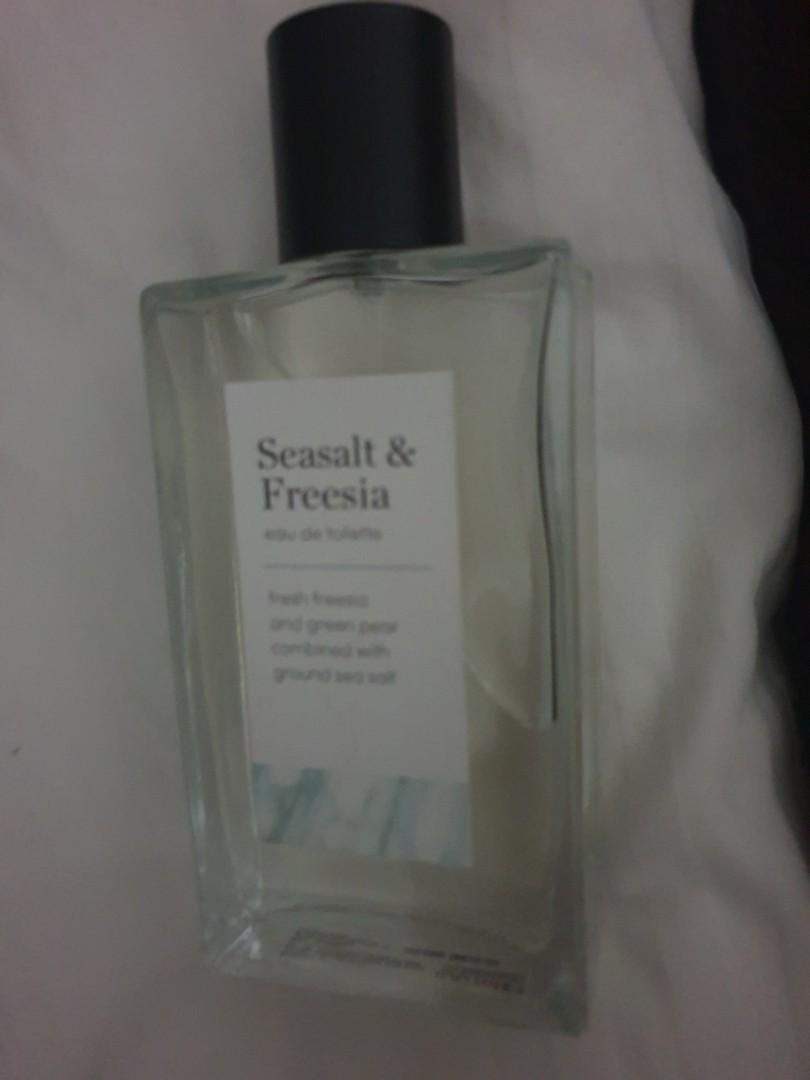 Seasalt &
Freesia
eau de toilette
fresh freesia
and green pear
combined with
ground sea salt